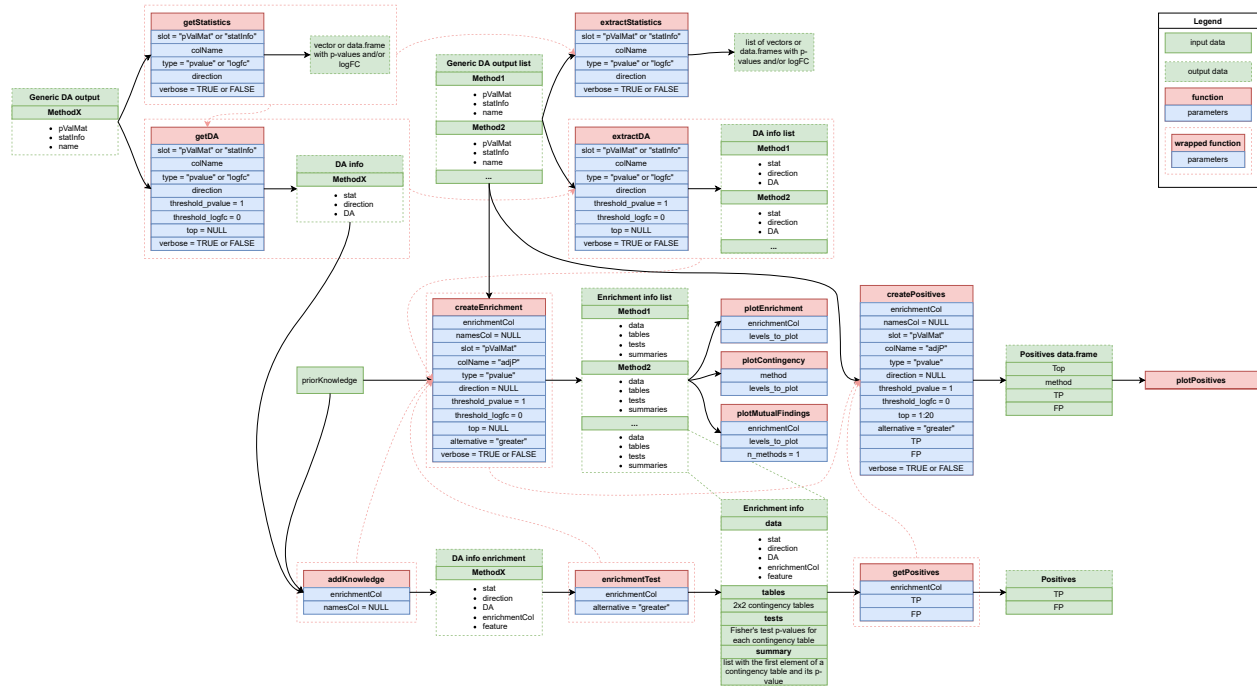 getStatistics
slot = "pValMat" or "statInfo"
colName
type = "pvalue" or "logfc"
direction
verbose = TRUE or FALSE
vector or data.frame
with p-values and/or
logFC
extractStatistics
slot = "pValMat" or "statInfo"
colName
type = "pvalue" or "logfc"
direction
verbose = TRUE or FALSE
list of vectors or
data.frames with p-
values and/or logFC
Legend
input data
output data
function
parameters
wrapped function
parameters
Generic DA output
MethodX
• pValMat
• statInfo
• name
Generic DA output list
Method1
• pValMat
• statInfo
• name
Method2
• pValMat
• statInfo
• name
...
getDA
slot = "pValMat" or "statInfo"
colName
type = "pvalue" or "logfc"
direction
threshold_pvalue = 1
threshold_logfc = 0
top = NULL
verbose = TRUE or FALSE
DA info
MethodX
• stat
• direction
• DA
extractDA
slot = "pValMat" or "statInfo"
colName
type = "pvalue" or "logfc"
direction
threshold_pvalue = 1
threshold_logfc = 0
top = NULL
verbose = TRUE or FALSE
DA info list
Method1
• stat
• direction
• DA
Method2
• stat
• direction
• DA
...
priorKnowledge
createEnrichment
enrichmentCol
namesCol = NULL
slot = "pValMat"
colName = "adjP"
type = "pvalue"
direction = NULL
threshold_pvalue = 1
threshold_logfc = 0
top = NULL
alternative = "greater"
verbose = TRUE or FALSE
Enrichment info list
Method1
• data
• tables
• tests
• summaries
Method2
• data
• tables
• tests
• summaries
...
• data
• tables
• tests
• summaries
plotEnrichment
enrichmentCol
levels_to_plot
plotContingency
method
levels_to_plot
plotMutualFindings
enrichmentCol
levels_to_plot
n_methods = 1
createPositives
enrichmentCol
namesCol = NULL
slot = "pValMat"
colName = "adjP"
type = "pvalue"
direction = NULL
threshold_pvalue = 1
threshold_logfc = 0
top = 1:20
alternative = "greater"
TP
FP
verbose = TRUE or FALSE
Positives data.frame
Top
method
TP
FP
plotPositives
addKnowledge
enrichmentCol
namesCol = NULL
DA info enrichment
MethodX
• stat
• direction
• DA
• enrichmentCol
• feature
enrichmentTest
enrichmentCol
alternative = "greater"
Enrichment info
data
• stat
• direction
• DA
• enrichmentCol
• feature
tables
2x2 contingency tables
tests
Fisher's test p-values for
each contingency table
summary
list with the first element of a
contingency table and its p-
value
getPositives
enrichmentCol
TP
FP
Positives
TP
FP